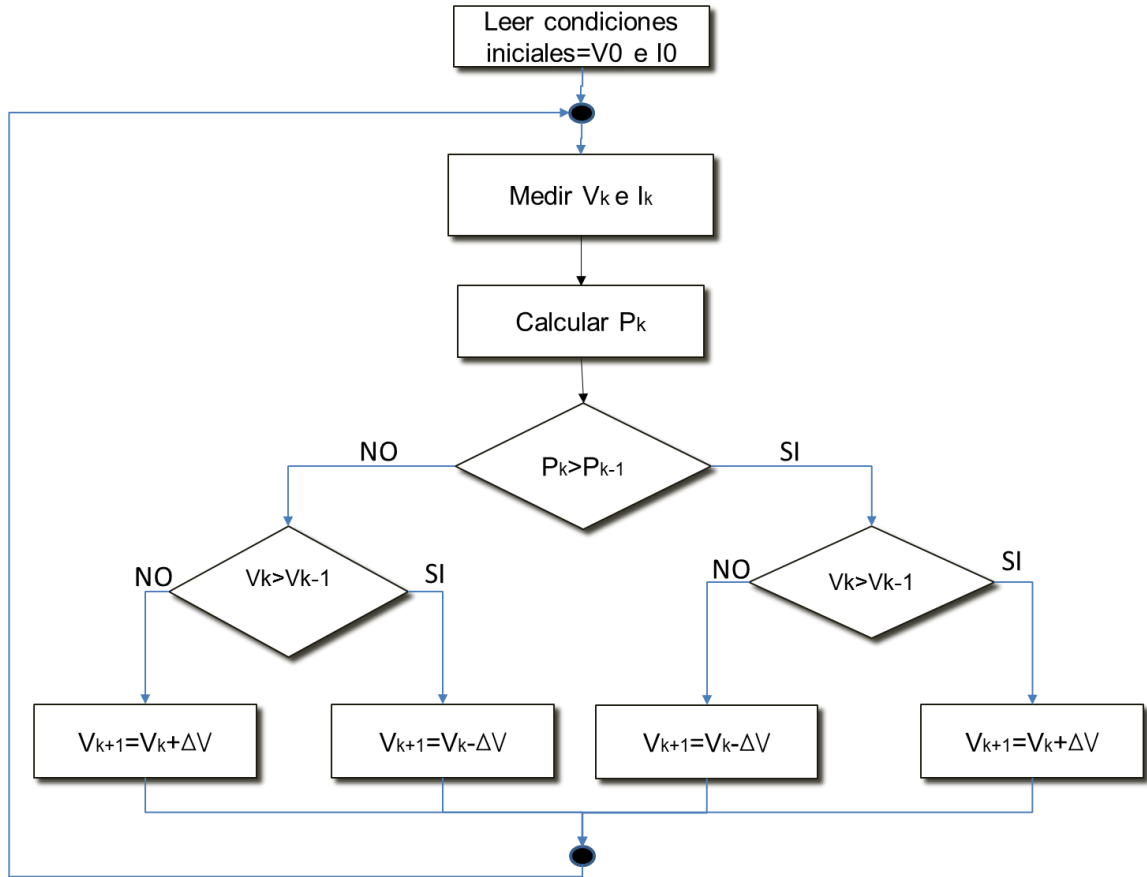 Leer condiciones
iniciales=V0 e I0
Medir Vk e Ik
Calcular Pk
NO
Pk>Pk-1
SI
NO
Vk>Vk-1
SI
NO
Vk>Vk-1
SI
Vk+1=Vk+ΔV
Vk+1=Vk-ΔV
Vk+1=Vk-ΔV
Vk+1=Vk+ΔV